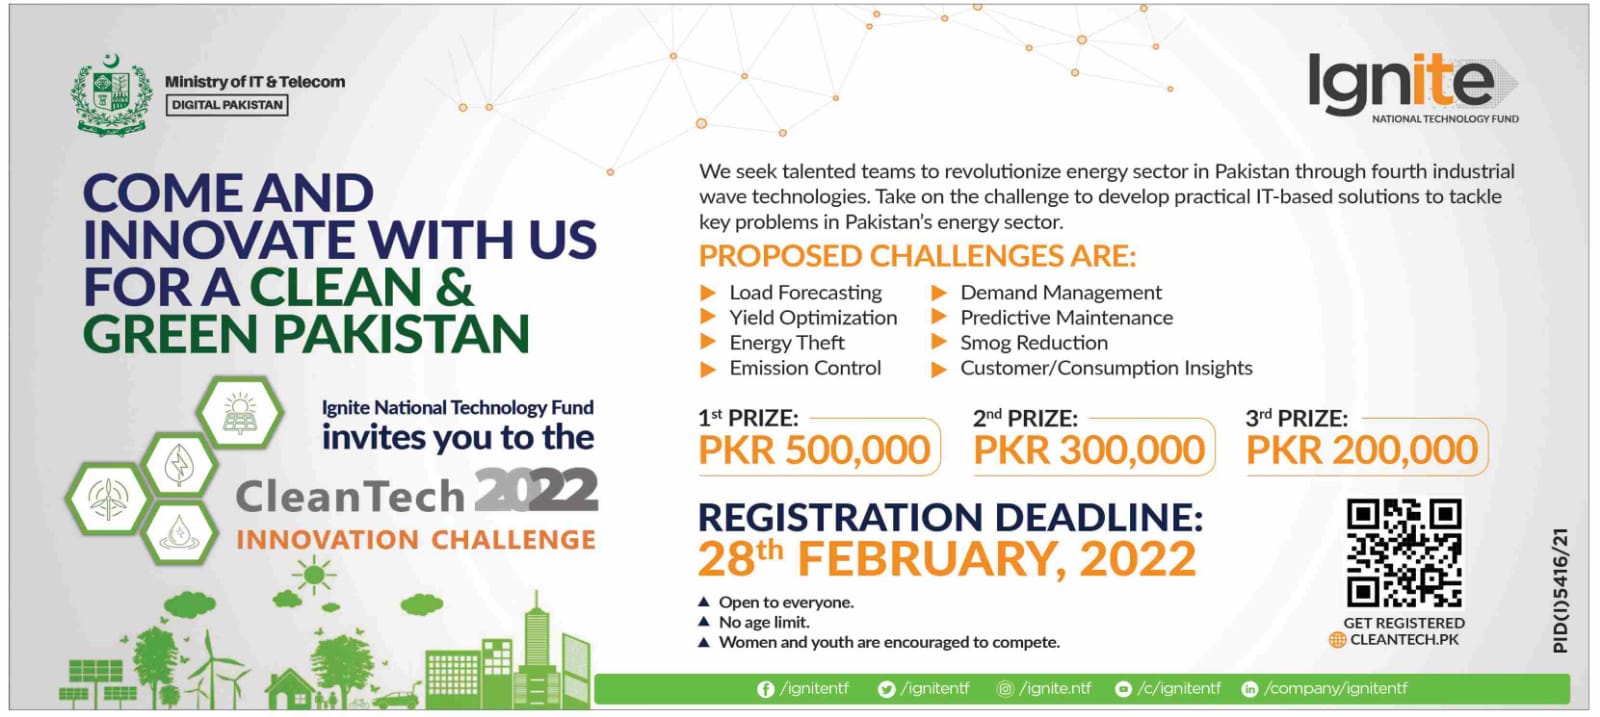 Ministry of IT & Telecom
DIGITAL PAKISTAN
Ignite
NATIONAL TECHNOLOGY FUND
COME AND
INNOVATE WITH US
FOR A CLEAN &
GREEN PAKISTAN
Ignite National Technology Fund
invites you to the
CleanTech 2022
INNOVATION CHALLENGE
We seek talented teams to revolutionize energy sector in Pakistan through fourth industrial
wave technologies. Take on the challenge to develop practical IT-based solutions to tackle
key problems in Pakistan's energy sector.
PROPOSED CHALLENGES ARE:
Load Forecasting
Yield Optimization
Energy Theft
Emission Control
Demand Management
Predictive Maintenance
Smog Reduction
Customer/Consumption Insights
1st PRIZE:
PKR 500,000
2nd PRIZE:
PKR 300,000
3rd PRIZE:
PKR 200,000
REGISTRATION DEADLINE:
28th FEBRUARY, 2022
Open to everyone.
No age limit.
Women and youth are encouraged to compete.
GET REGISTERED
CLEANTECH.PK
PID(I)5416/21
/ignitentf /ignitentf /ignite.ntf /c/ignitentf /company/ignitentf